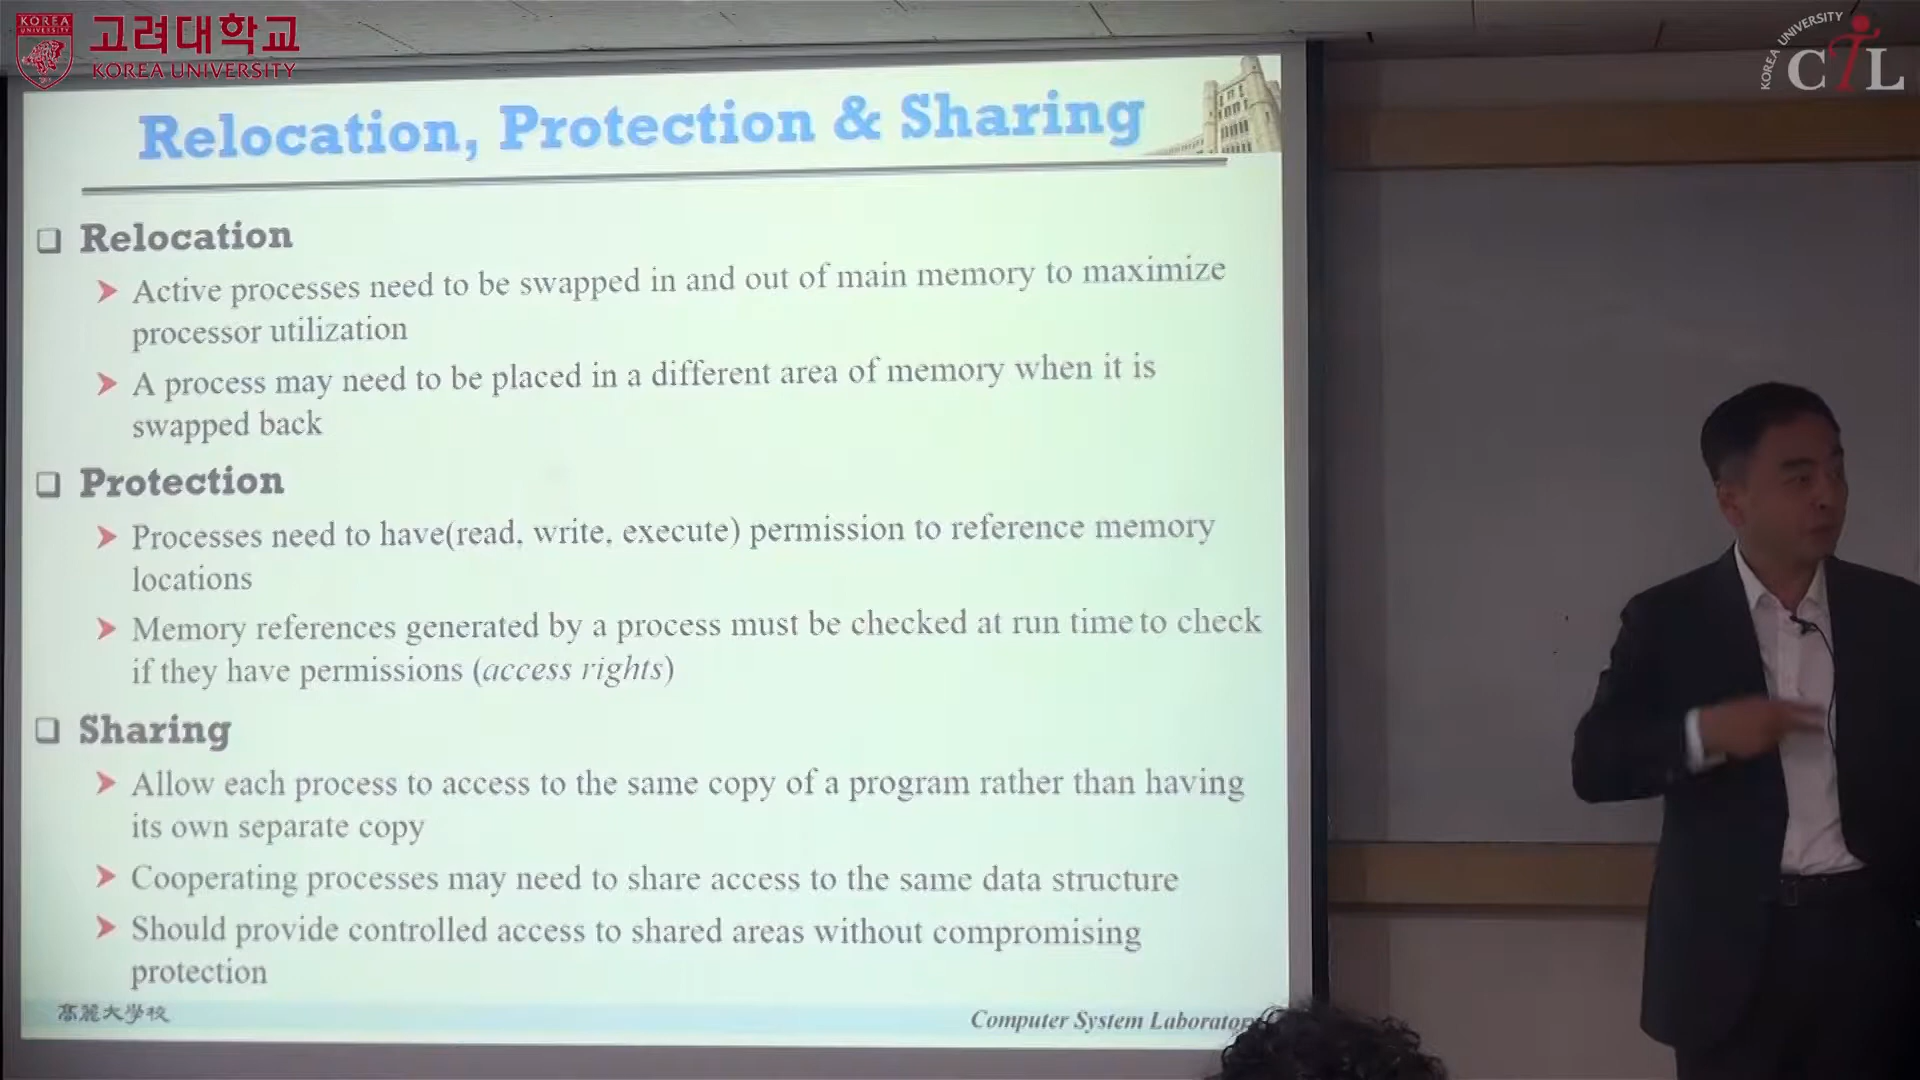 고려대학교
KOREA UNIVERSITY
KOREA
UNIVERSITY
KOREA UNIVERSITY
CTL
Relocation, Protection & Sharing
Relocation
Active processes need to be swapped in and out of main memory to maximize
processor utilization
A process may need to be placed in a different area of memory when it is
swapped back
Protection
Processes need to have(read, write, execute) permission to reference memory
locations
Memory references generated by a process must be checked at run time to check
if they have permissions (access rights)
Sharing
Allow each process to access to the same copy of a program rather than having
its own separate copy
Cooperating processes may need to share access to the same data structure
Should provide controlled access to shared areas without compromising
protection
高麗大學校
Computer System Laborator